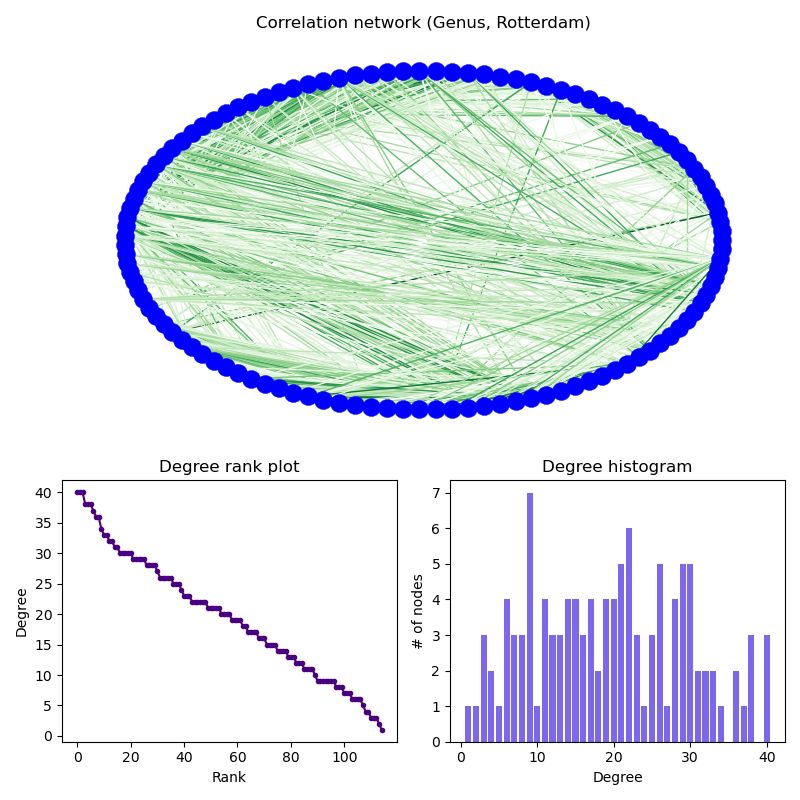 Correlation network (Genus, Rotterdam)
Degree rank plot
Degree histogram
40
35
30
25
20
15
10
5
0
Degree
0 20 40 60 80 100
Rank
7
6
5
4
3
2
1
0
# of nodes
0 10 20 30 40
Degree